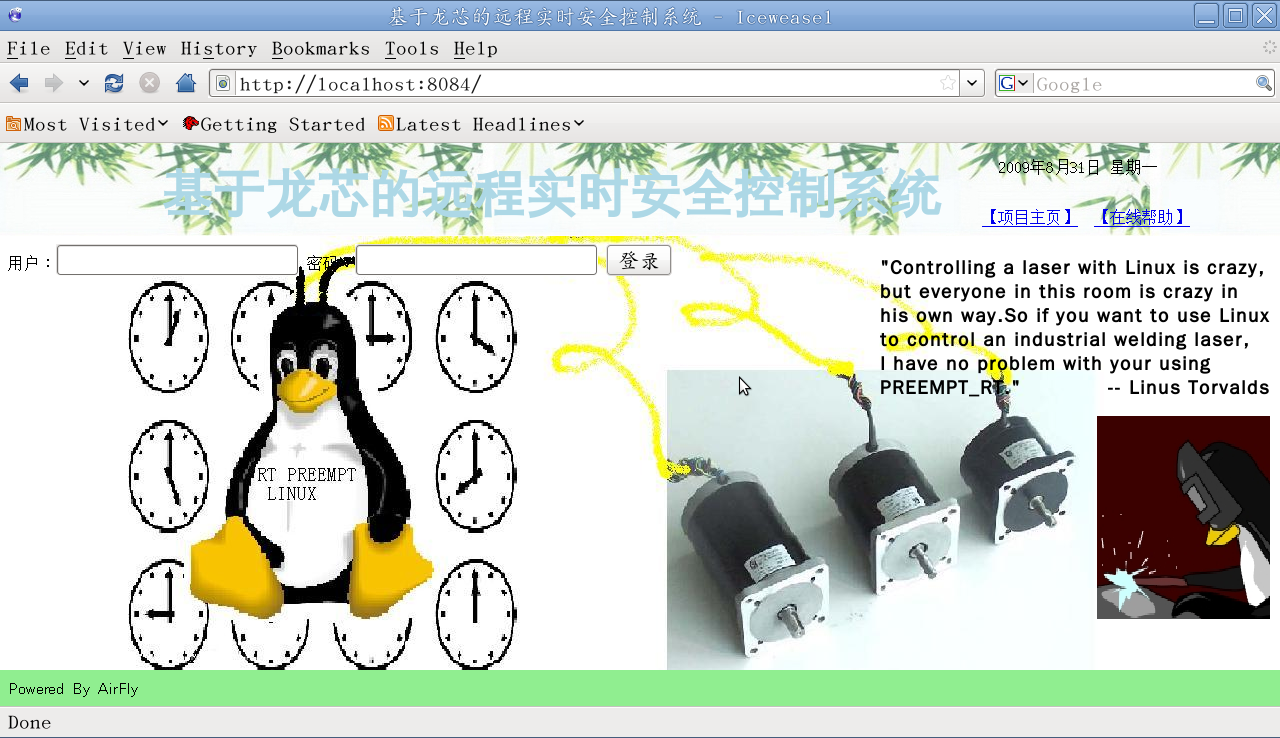 基于龙芯的远程实时安全控制系统 - Iceweasel
File Edit View History Bookmarks Tools Help
http://localhost:8084/
Google
Most Visited Getting Started Latest Headlines
基于龙芯的远程实时安全控制系统
2009年8月31日 星期一
【项目主页】 【在线帮助】
用户： 密码： 登录
"Controlling a laser with Linux is crazy,
but everyone in this room is crazy in
his own way.So if you want to use Linux
to control an industrial welding laser,
I have no problem with your using
PREEMPT_RT." -- Linus Torvalds
RT PREEMPT
LINUX
Powered By AirFly
Done